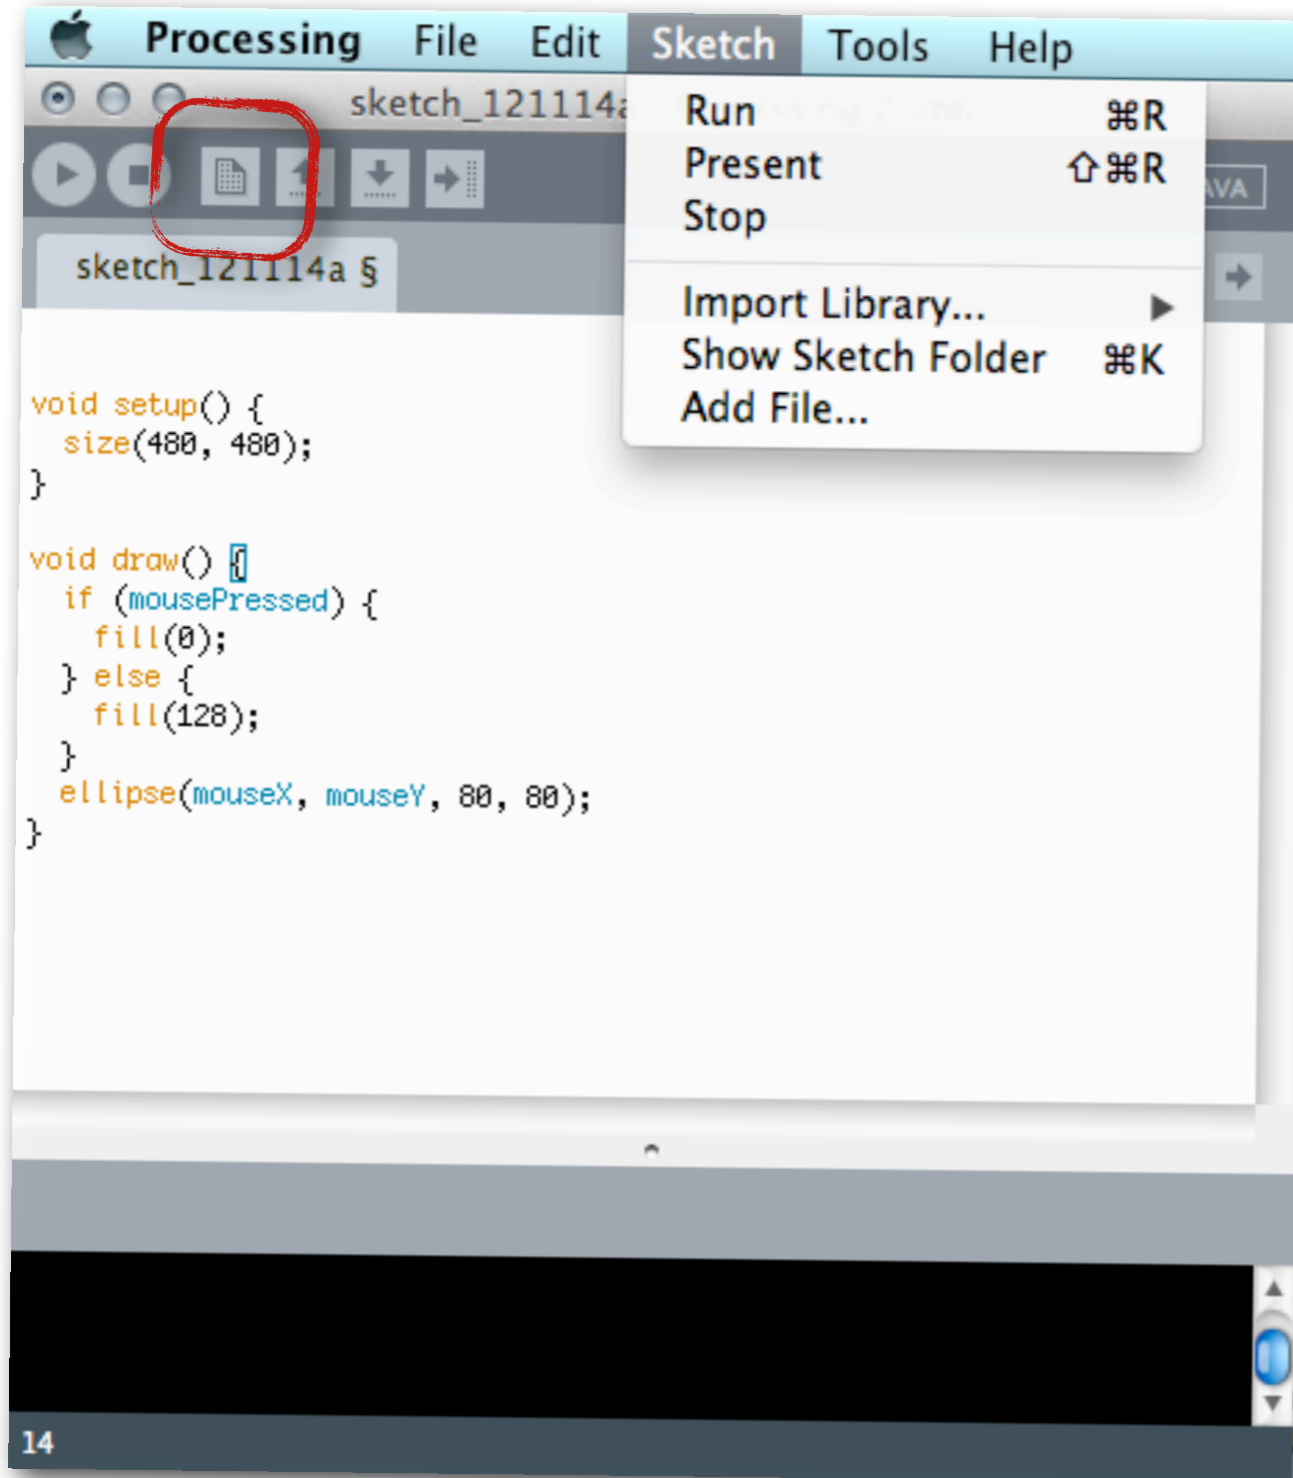 Processing File Edit Sketch Tools Help
sketch_121114a
Run ⌘R
Present ⇧⌘R
Stop
Import Library...
Show Sketch Folder ⌘K
Add File...
AVA
sketch_121114a §
void setup() {
  size(480, 480);
}
void draw() {
  if (mousePressed) {
    fill(0);
  } else {
    fill(128);
  }
  ellipse(mouseX, mouseY, 80, 80);
}
14